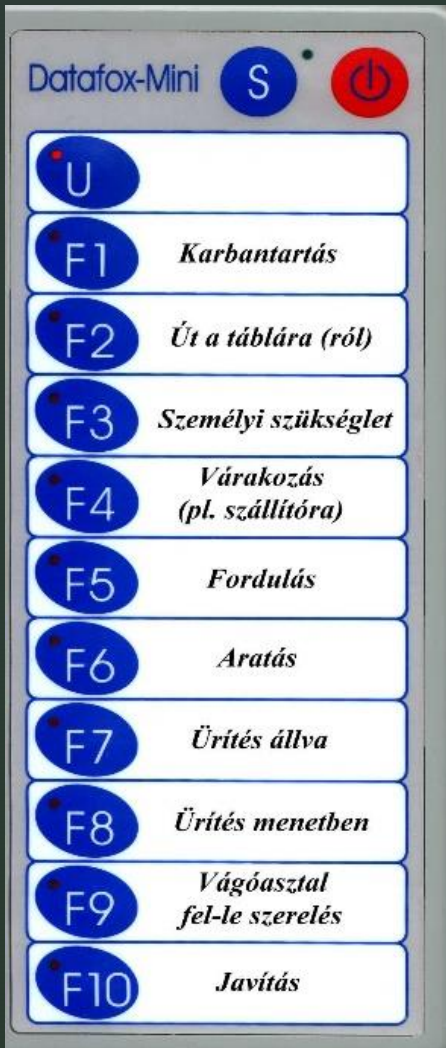 Datafox-Mini S
U
F1 Karbantartás
F2 Út a táblára (ról)
F3 Személyi szükséglet
F4 Várakozás
(pl. szállítóra)
F5 Fordulás
F6 Aratás
F7 Ürítés állva
F8 Ürítés menetben
F9 Vágóasztal
fel-le szerelés
F10 Javítás